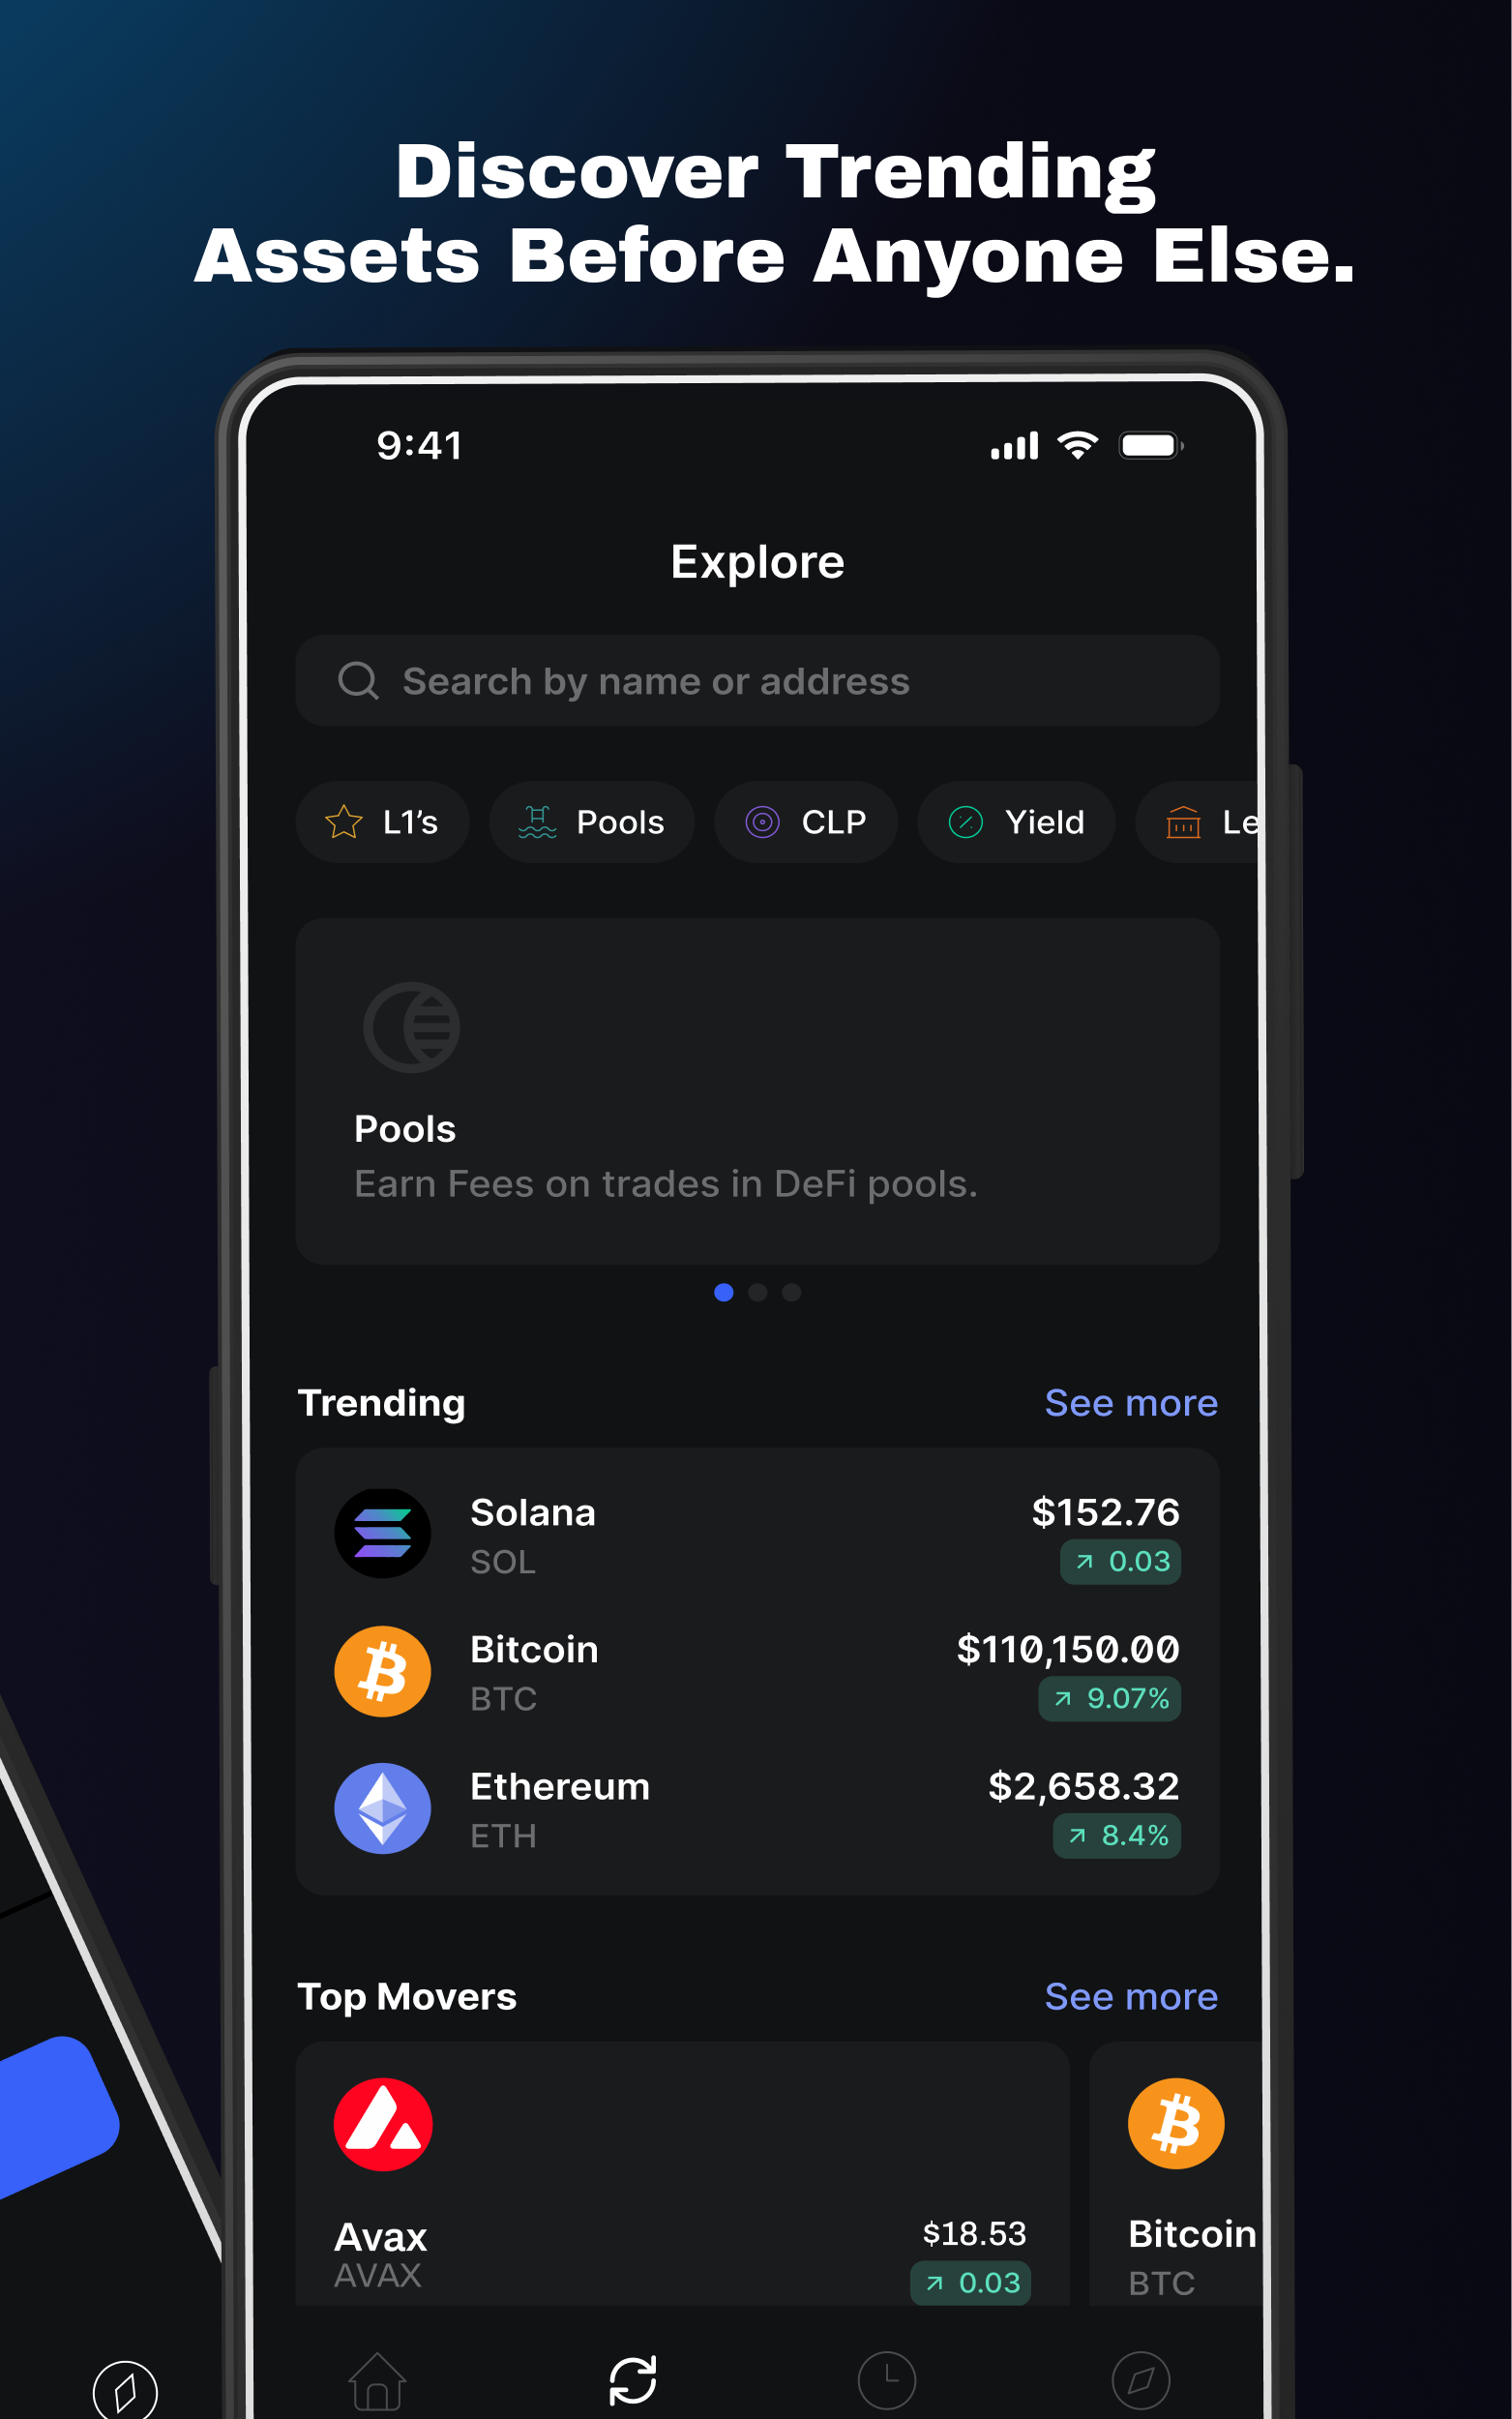 Discover Trending
Assets Before Anyone Else.
9:41
Explore
Search by name or address
L1’s Pools CLP Yield Le
Pools
Earn Fees on trades in DeFi pools.
Trending See more
Solana $152.76
SOL 0.03
Bitcoin $110,150.00
BTC 9.07%
Ethereum $2,658.32
ETH 8.4%
Top Movers See more
Avax $18.53 Bitcoin
AVAX 0.03 BTC